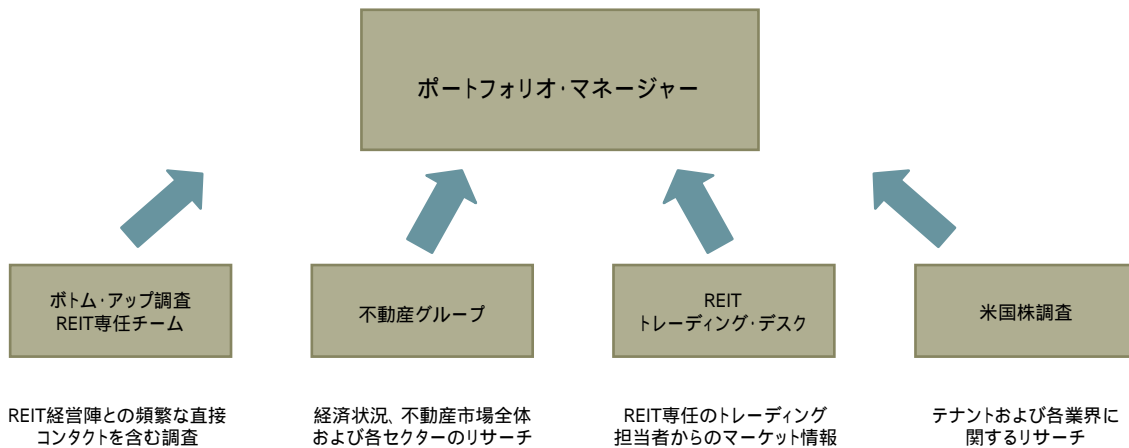 ポートフォリオ・マネージャー
ボトム・アップ調査
REIT専任チーム
不動産グループ
REIT
トレーディング・デスク
米国株調査
REIT経営陣との頻繁な直接
コンタクトを含む調査
経済状況、不動産市場全体
および各セクターのリサーチ
REIT専任のトレーディング
担当者からのマーケット情報
テナントおよび各業界に
関するリサーチ